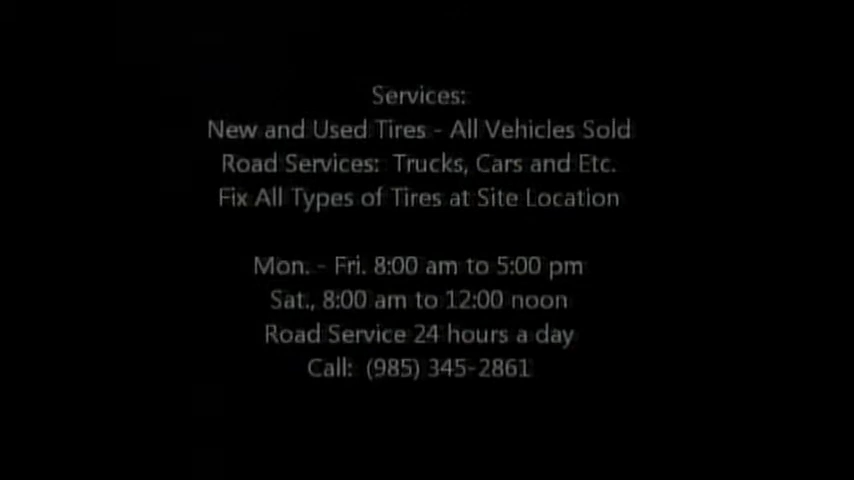 Services:
New and Used Tires - All Vehicles Sold
Road Services:  Trucks, Cars and Etc.
Fix All Types of Tires at Site Location
Mon. - Fri. 8:00 am to 5:00 pm
Sat., 8:00 am to 12:00 noon
Road Service 24 hours a day
Call:  (985) 345-2861